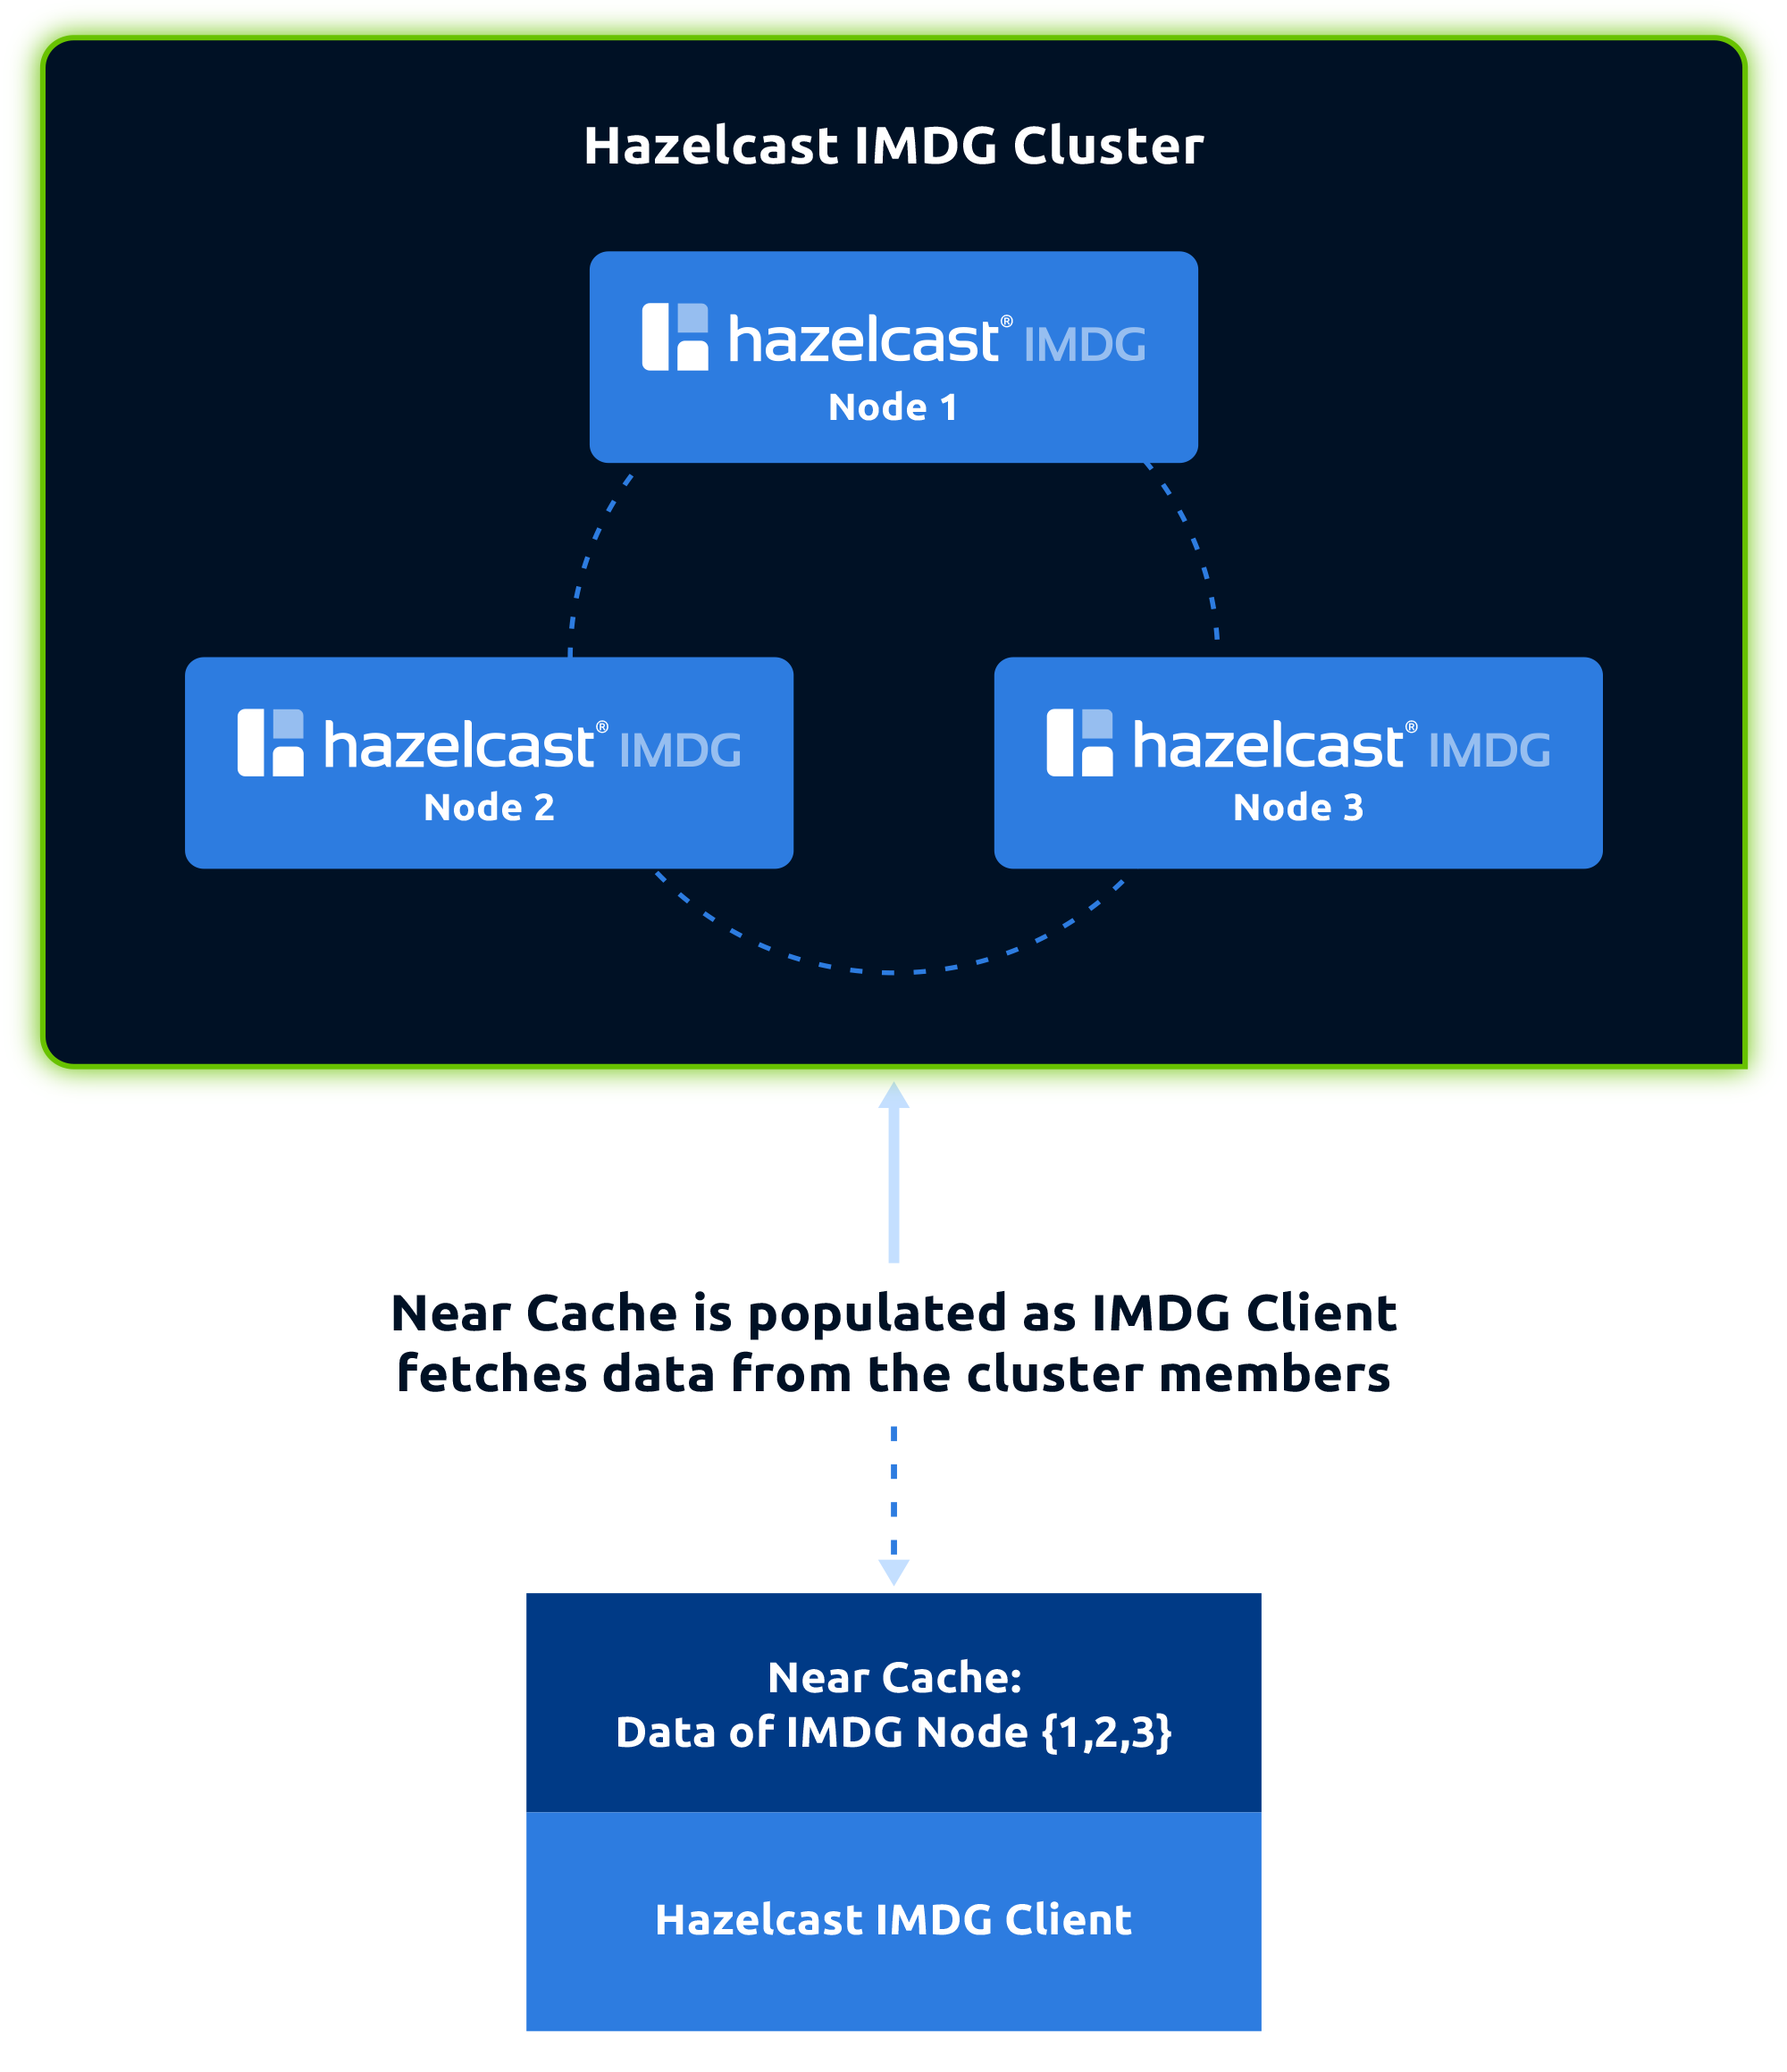 Hazelcast IMDG Cluster
hazelcast® IMDG
Node 1
hazelcast® IMDG
Node 2
hazelcast® IMDG
Node 3
Near Cache is populated as IMDG Client
fetches data from the cluster members
Near Cache:
Data of IMDG Node {1,2,3}
Hazelcast IMDG Client